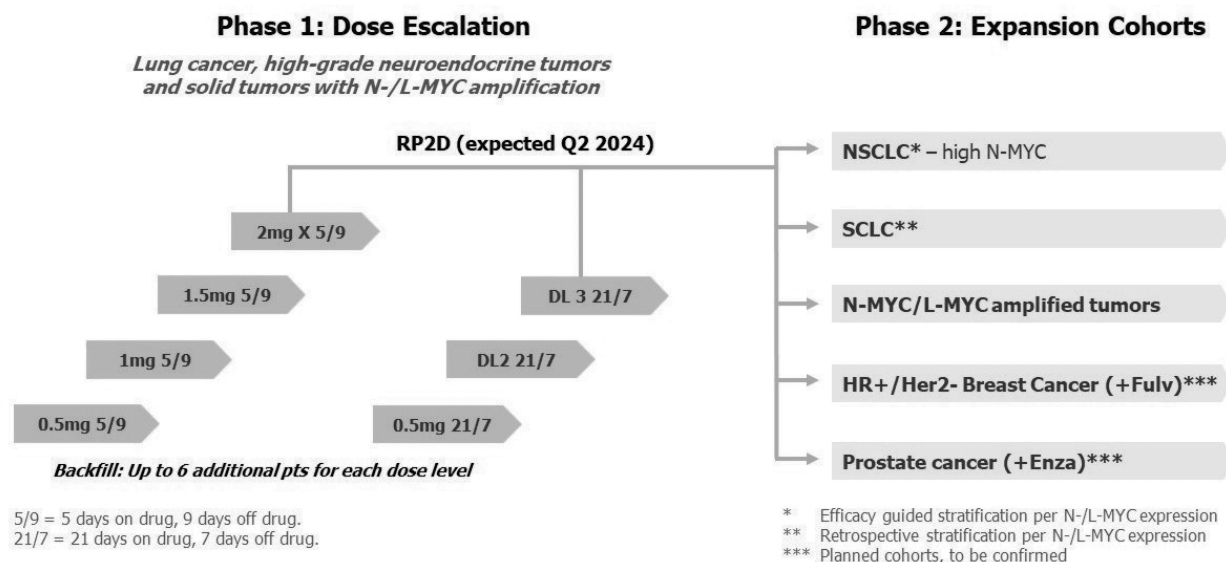 Phase 1: Dose Escalation
Lung cancer, high-grade neuroendocrine tumors
and solid tumors with N-/L-MYC amplification
RP2D (expected Q2 2024)
2mg X 5/9
1.5mg 5/9
1mg 5/9
0.5mg 5/9
DL 3 21/7
DL2 21/7
0.5mg 21/7
Backfill: Up to 6 additional pts for each dose level
5/9 = 5 days on drug, 9 days off drug.
21/7 = 21 days on drug, 7 days off drug.
Phase 2: Expansion Cohorts
NSCLC* – high N-MYC
SCLC**
N-MYC/L-MYC amplified tumors
HR+/Her2- Breast Cancer (+Fulv)***
Prostate cancer (+Enza)***
* Efficacy guided stratification per N-/L-MYC expression
** Retrospective stratification per N-/L-MYC expression
*** Planned cohorts, to be confirmed